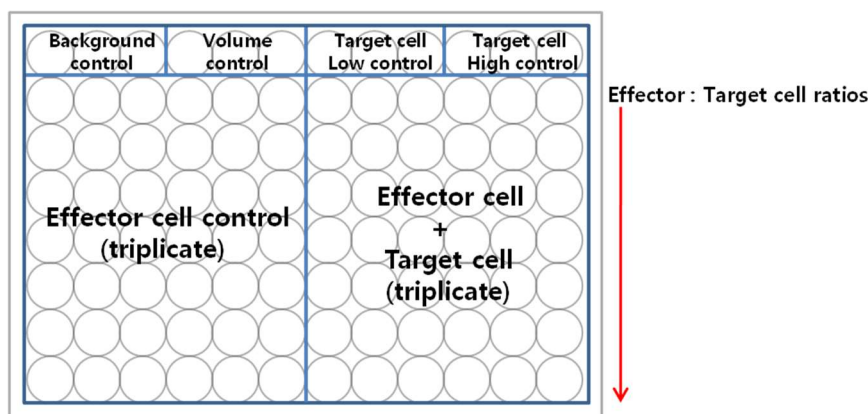 Background
control
Volume
control
Target cell
Low control
Target cell
High control
Effector : Target cell ratios
Effector cell control
(triplicate)
Effector cell
+
Target cell
(triplicate)